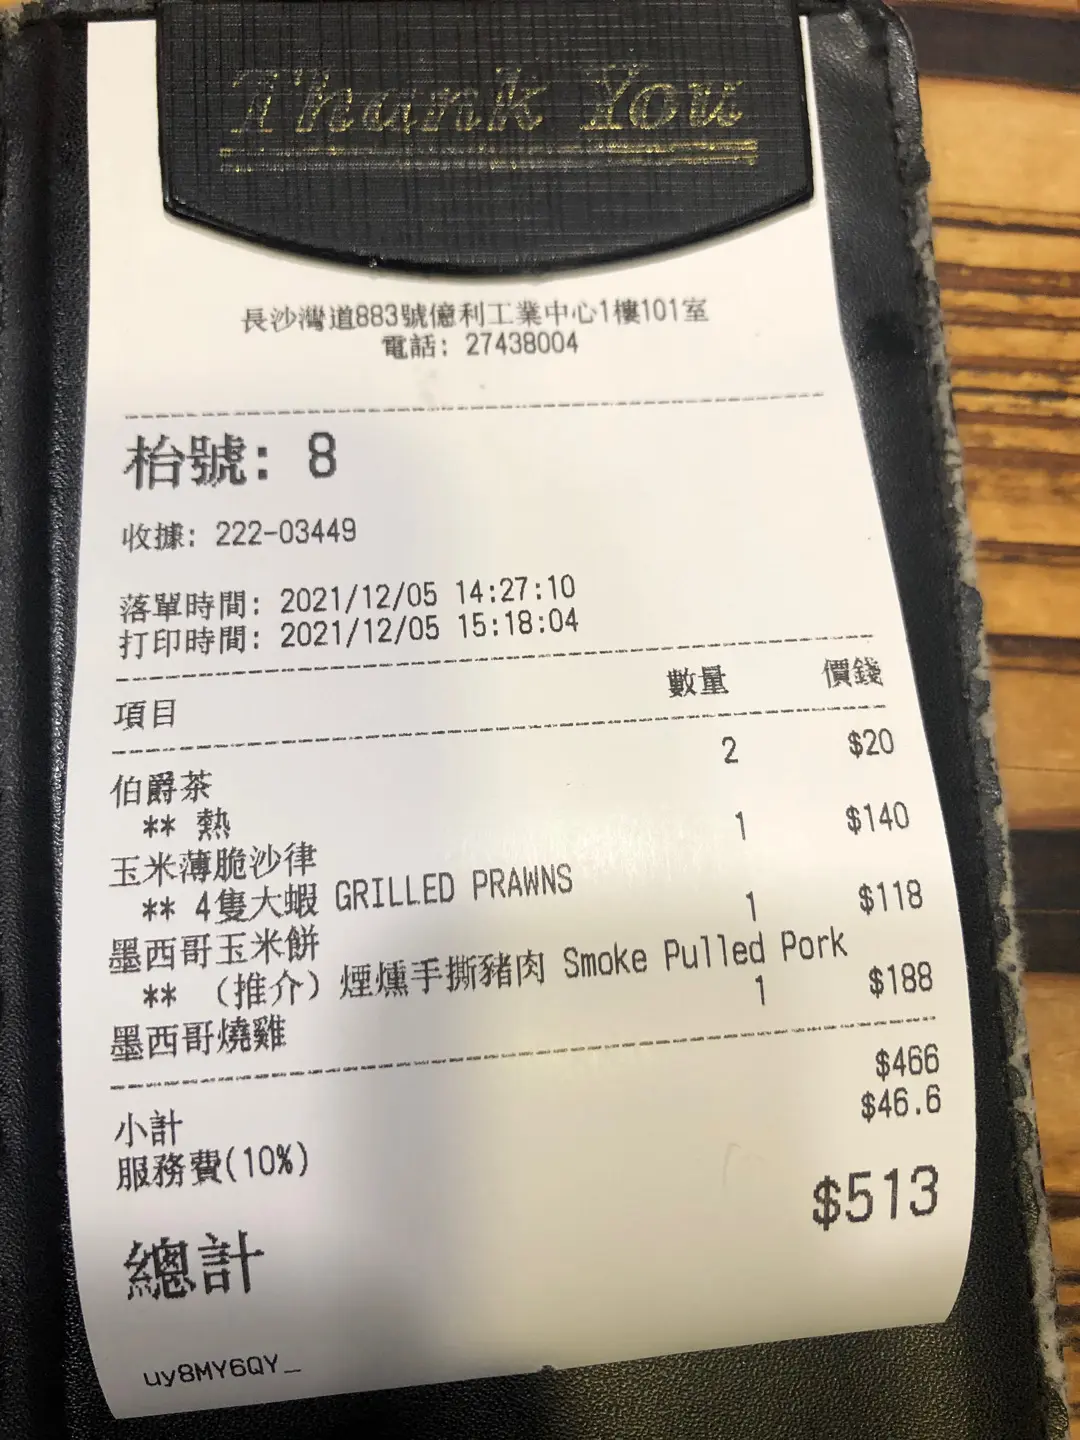 Thank You
長沙灣道883號億利工業中心1樓101室
電話: 27438004
枱號: 8
收據: 222-03449
落單時間: 2021/12/05 14:27:10
打印時間: 2021/12/05 15:18:04
項目 數量 價錢
伯爵茶 2 $20
** 熱
玉米薄脆沙律 1 $140
** 4隻大蝦 GRILLED PRAWNS
墨西哥玉米餅 1 $118
** (推介) 煙燻手撕豬肉 Smoke Pulled Pork
墨西哥燒雞 1 $188
小計 $466
服務費(10%) $46.6
總計 $513
uy8MY6QY_